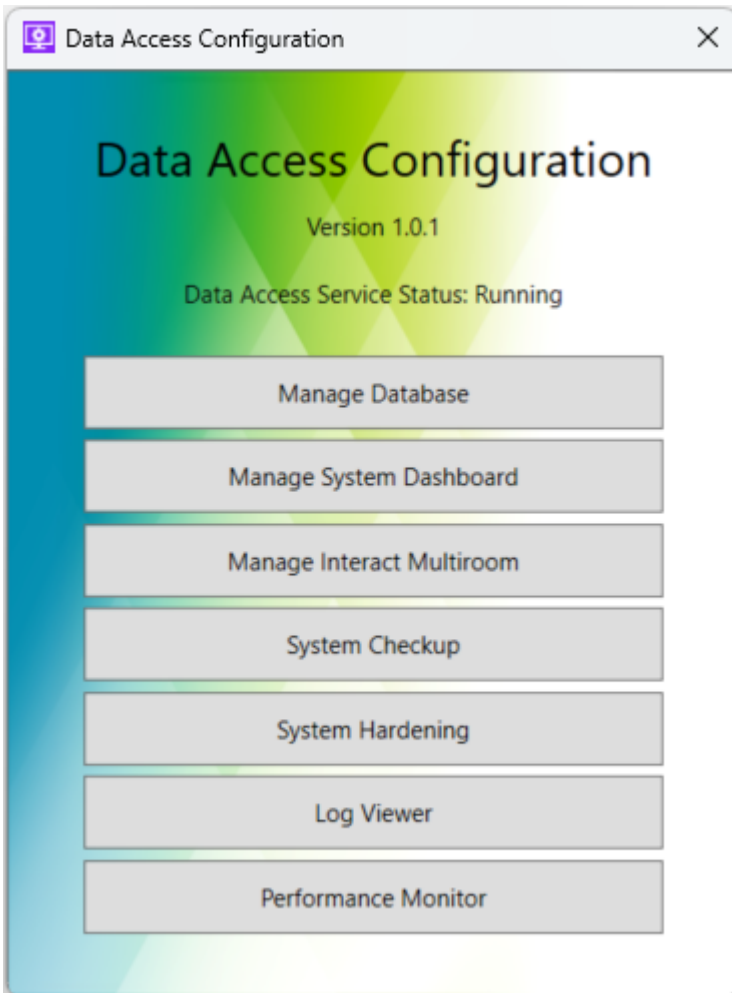 Data Access Configuration
Data Access Configuration
Version 1.0.1
Data Access Service Status: Running
Manage Database
Manage System Dashboard
Manage Interact Multiroom
System Checkup
System Hardening
Log Viewer
Performance Monitor